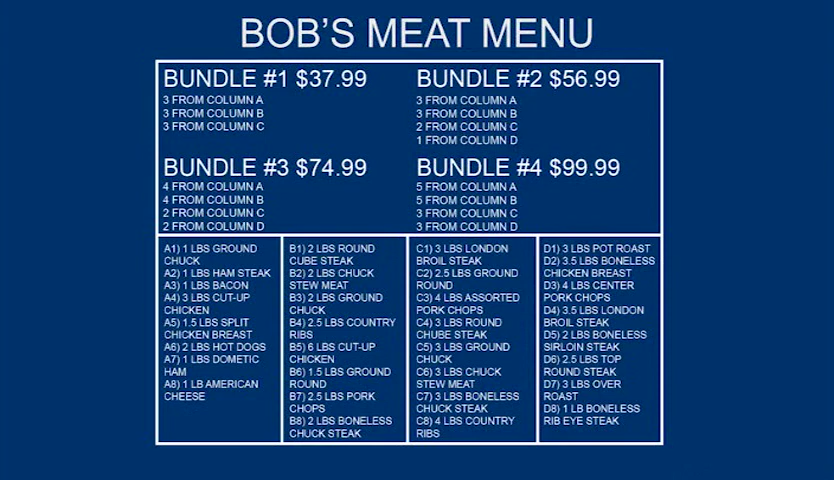 BOB'S MEAT MENU
BUNDLE #1 $37.99
3 FROM COLUMN A
3 FROM COLUMN B
3 FROM COLUMN C
BUNDLE #2 $56.99
3 FROM COLUMN A
3 FROM COLUMN B
2 FROM COLUMN C
1 FROM COLUMN D
BUNDLE #3 $74.99
4 FROM COLUMN A
4 FROM COLUMN B
2 FROM COLUMN C
2 FROM COLUMN D
BUNDLE #4 $99.99
5 FROM COLUMN A
5 FROM COLUMN B
3 FROM COLUMN C
3 FROM COLUMN D
A1) 1 LBS GROUND
CHUCK
A2) 1 LBS HAM STEAK
A3) 1 LBS BACON
A4) 3 LBS CUT-UP
CHICKEN
A5) 1.5 LBS SPLIT
CHICKEN BREAST
A6) 2 LBS HOT DOGS
A7) 1 LBS DOMETIC
HAM
A8) 1 LB AMERICAN
CHEESE
B1) 2 LBS ROUND
CUBE STEAK
B2) 2 LBS CHUCK
STEW MEAT
B3) 2 LBS GROUND
CHUCK
B4) 2.5 LBS COUNTRY
RIBS
B5) 6 LBS CUT-UP
CHICKEN
B6) 1.5 LBS GROUND
ROUND
B7) 2.5 LBS PORK
CHOPS
B8) 2 LBS BONELESS
CHUCK STEAK
C1) 3 LBS LONDON
BROIL STEAK
C2) 2.5 LBS GROUND
ROUND
C3) 4 LBS ASSORTED
PORK CHOPS
C4) 3 LBS ROUND
CHUBE STEAK
C5) 3 LBS GROUND
CHUCK
C6) 3 LBS CHUCK
STEW MEAT
C7) 3 LBS BONELESS
CHUCK STEAK
C8) 4 LBS COUNTRY
RIBS
D1) 3 LBS POT ROAST
D2) 3.5 LBS BONELESS
CHICKEN BREAST
D3) 4 LBS CENTER
PORK CHOPS
D4) 3.5 LBS LONDON
BROIL STEAK
D5) 2 LBS BONELESS
SIRLOIN STEAK
D6) 2.5 LBS TOP
ROUND STEAK
D7) 3 LBS OVER
ROAST
D8) 1 LB BONELESS
RIB EYE STEAK